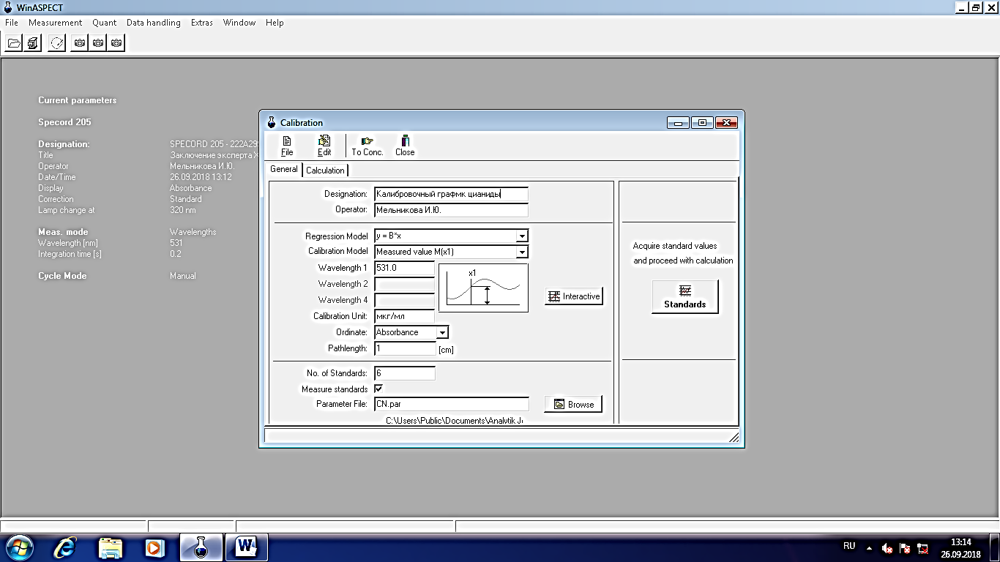 WinASPECT
File Measurement Quant Data handling Extras Window Help
Current parameters
Specord 205
Designation: SPECORD 205 - 222A29
Title Заключение эксперта Х
Operator Мельникова И.Ю.
Date/Time 26.09.2018 13:12
Display Absorbance
Correction Standard
Lamp change at 320 nm
Meas. mode Wavelengths
Wavelength [nm] 531
Integration time [s] 0.2
Cycle Mode Manual
Calibration
File Edit To Conc. Close
General Calculation
Designation: Калибровочный графмк цианиды
Operator: Мельникова И.Ю.
Regression Model y = B*x
Calibration Model Measured value M(x1)
Wavelength 1 531.0
x1
Wavelength 2
Wavelength 4
Interactive
Calibration Unit: мкг/мл
Ordinate: Absorbance
Pathlength: 1 [cm]
No. of Standards: 6
Measure standards
Parameter File: CN.par
Browse
C:\Users\Public\Documents\Analytik J
Acquire standard values
and proceed with calculation
Standards
RU
13:14
26.09.2018